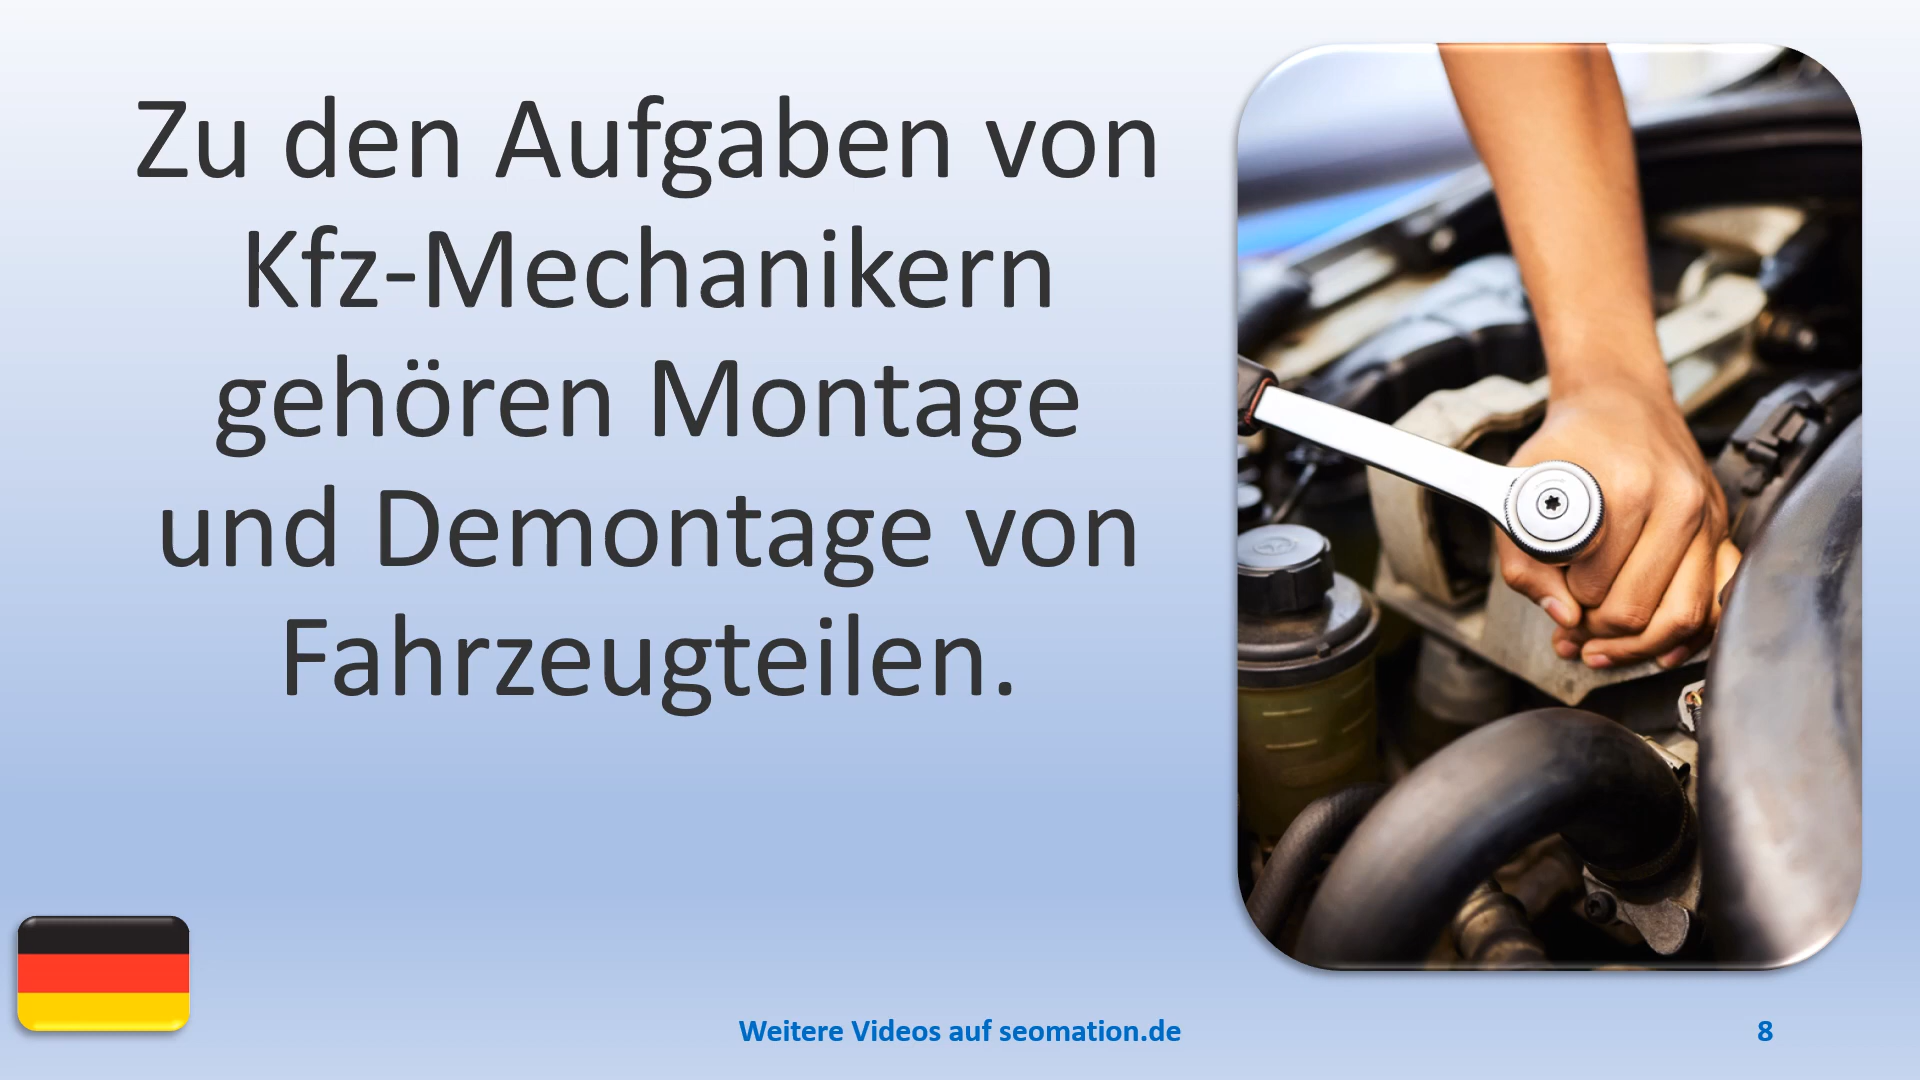 Zu den Aufgaben von
Kfz-Mechanikern
gehören Montage
und Demontage von
Fahrzeugteilen.
Weitere Videos auf seomation.de
8